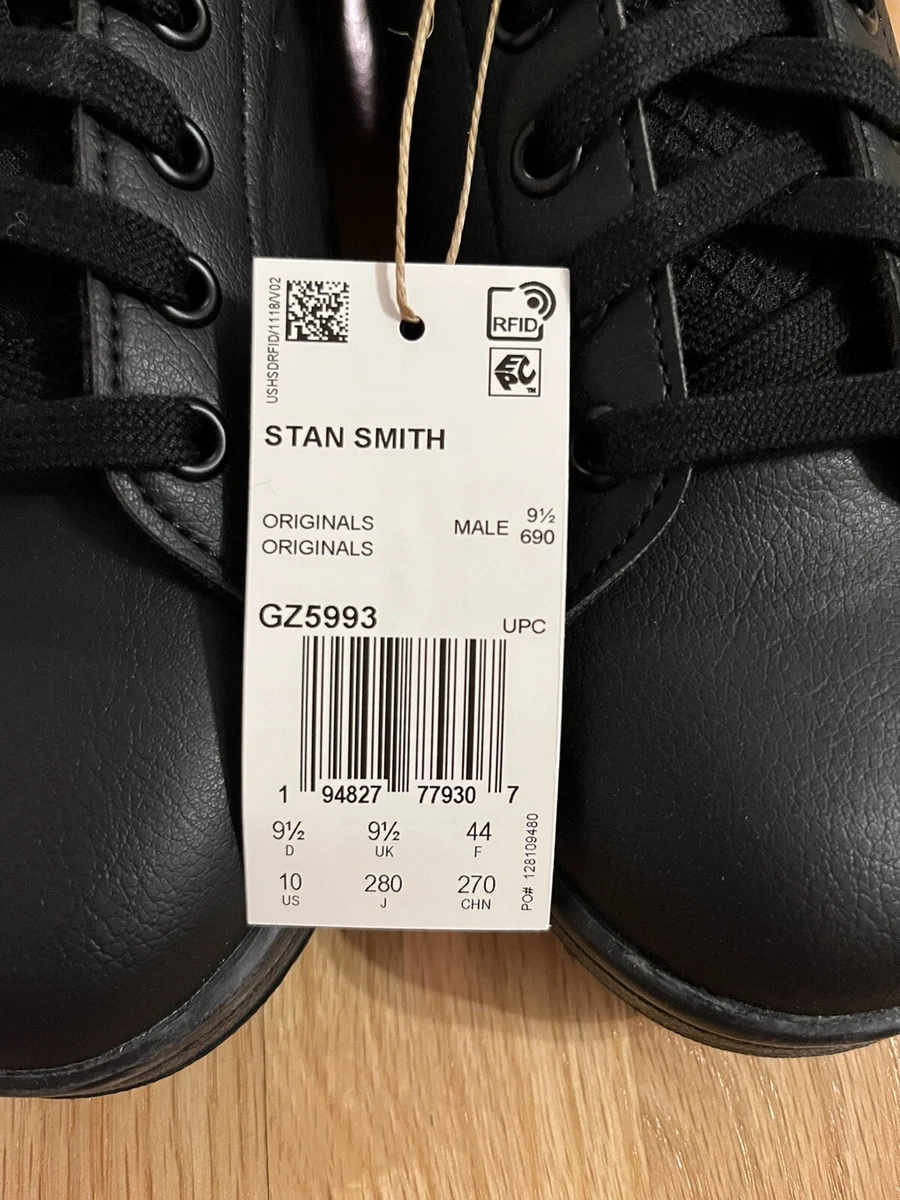 USHSDRFID/1118/V02
RFID
EPC™
STAN SMITH
ORIGINALS
ORIGINALS
MALE 9½
690
GZ5993
UPC
1 94827 77930 7
9½ 9½ 44
D UK F
10 280 270
US J CHN
PO# 128109480